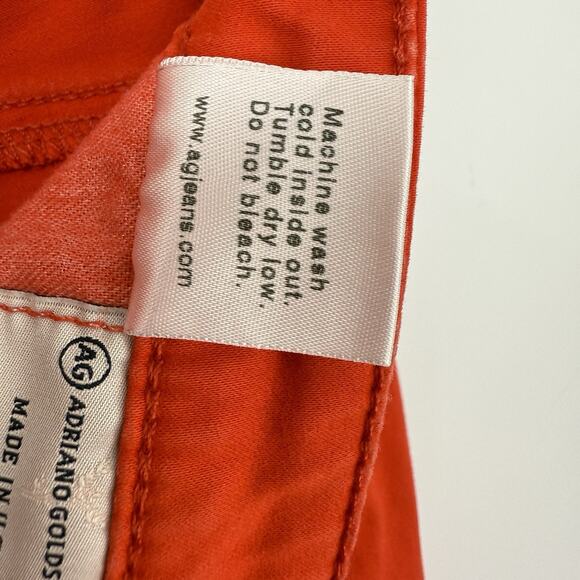 Machine wash
cold inside out.
Tumble dry low.
Do not bleach.
www.agjeans.com
AG ADRIANO GOLDS
MADE IN U